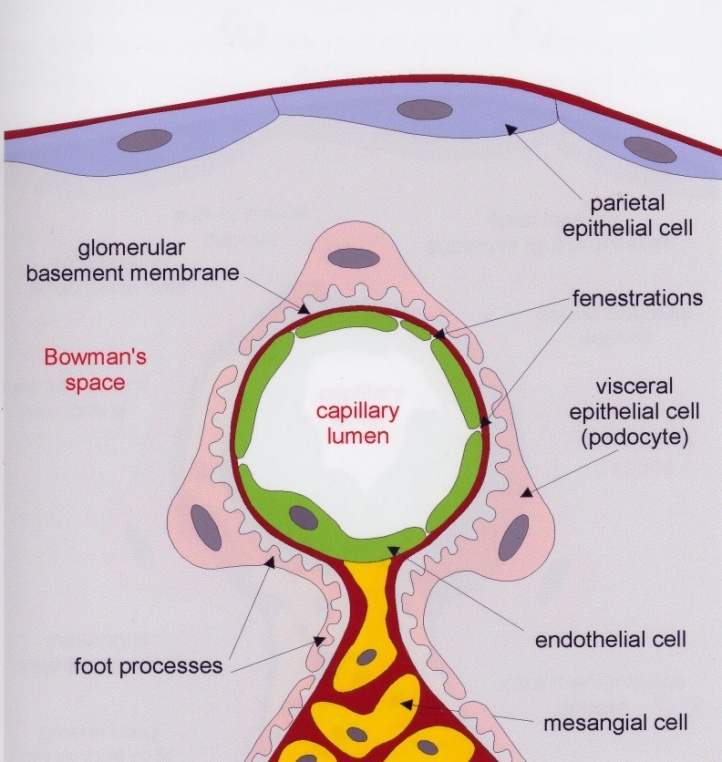 parietal
epithelial cell
glomerular
basement membrane
fenestrations
Bowman's
space
capillary
lumen
visceral
epithelial cell
(podocyte)
endothelial cell
foot processes
mesangial cell